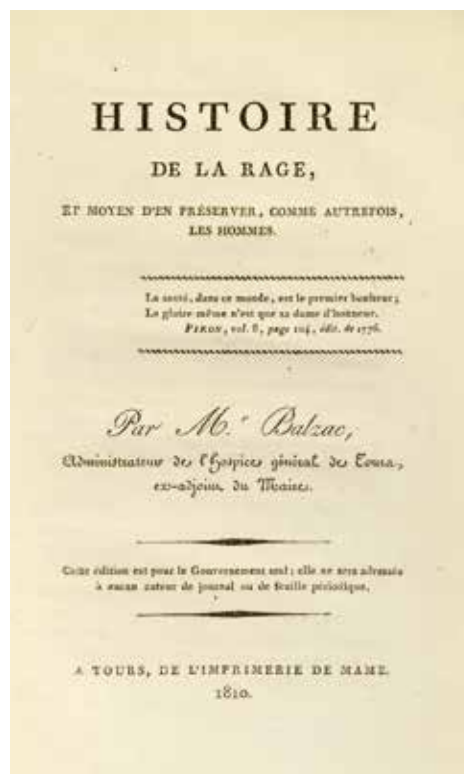 HISTOIRE
DE LA RAGE,
ET MOYEN D'EN PRÉSERVER, COMME AUTREFOIS,
LES HOMMES.
La santé, dans ce monde, est le premier bonheur;
La gloire même n'est que sa dame d'honneur.
PIRON, vol. 8, page 104, édit. de 1776.
Par M.r Balzac,
Administrateur de l'Hospice général de Tours,
ex-adjoint du Maire.
Cette édition est pour le Gouvernement seul; elle ne sera adressée
à aucun auteur de journal ou de feuille périodique.
A TOURS, DE L'IMPRIMERIE DE MAME.
1810.